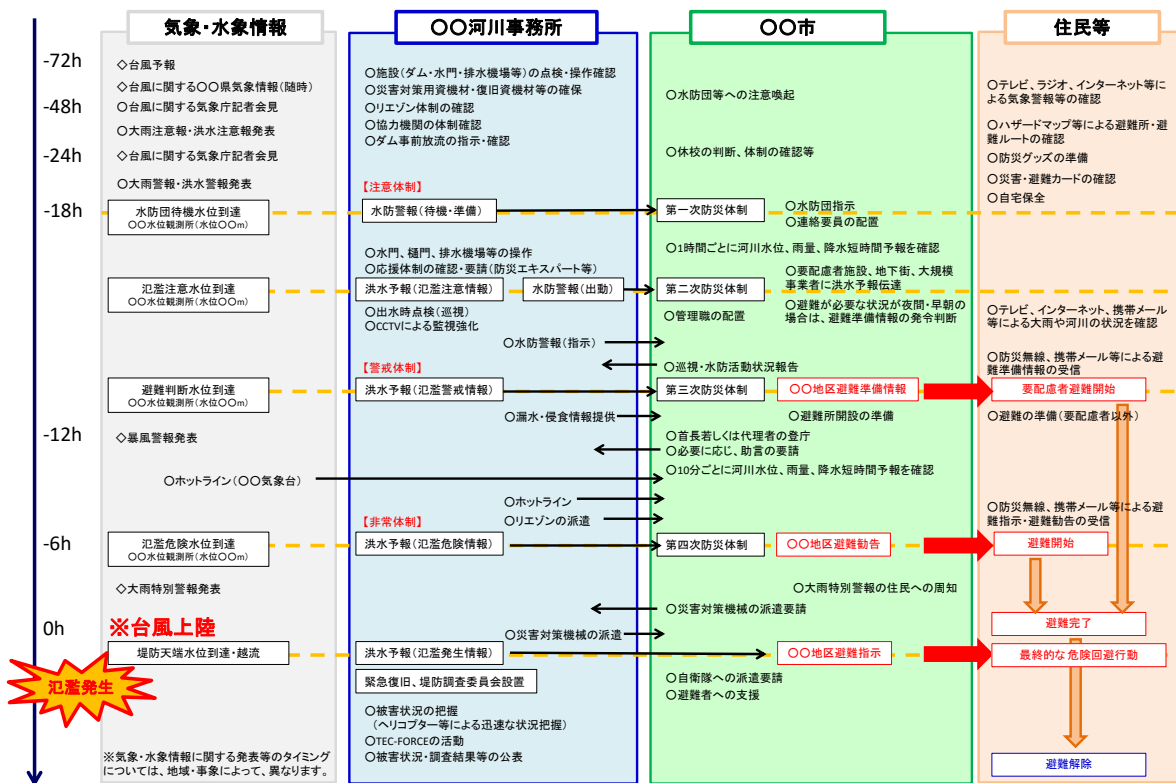 気象・水象情報
〇〇河川事務所
〇〇市
住民等
-72h
-48h
-24h
-18h
-12h
-6h
0h
氾濫発生
◇台風予報
◇台風に関する〇〇県気象情報(随時)
〇台風に関する気象庁記者会見
〇大雨注意報・洪水注意報発表
◇台風に関する気象庁記者会見
〇大雨警報・洪水警報発表
水防団待機水位到達
〇〇水位観測所(水位〇〇m)
氾濫注意水位到達
〇〇水位観測所(水位〇〇m)
避難判断水位到達
〇〇水位観測所(水位〇〇m)
◇暴風警報発表
〇ホットライン(〇〇気象台)
氾濫危険水位到達
〇〇水位観測所(水位〇〇m)
◇大雨特別警報発表
※台風上陸
堤防天端水位到達・越流
※気象・水象情報に関する発表等のタイミング
については、地域・事象によって、異なります。
〇施設(ダム・水門・排水機場等)の点検・操作確認
〇災害対策用資機材・復旧資機材等の確保
〇リエゾン体制の確認
〇協力機関の体制確認
〇ダム事前放流の指示・確認
【注意体制】
水防警報(待機・準備)
〇水門、樋門、排水機場等の操作
〇応援体制の確認・要請(防災エキスパート等)
洪水予報(氾濫注意情報)
水防警報(出動)
〇出水時点検(巡視)
〇CCTVによる監視強化
〇水防警報(指示)
【警戒体制】
洪水予報(氾濫警戒情報)
〇漏水・侵食情報提供
〇ホットライン
〇リエゾンの派遣
【非常体制】
洪水予報(氾濫危険情報)
〇災害対策機械の派遣
洪水予報(氾濫発生情報)
緊急復旧、堤防調査委員会設置
〇被害状況の把握
(ヘリコプター等による迅速な状況把握)
〇TEC-FORCEの活動
〇被害状況・調査結果等の公表
〇水防団等への注意喚起
〇休校の判断、体制の確認等
第一次防災体制
〇水防団指示
〇連絡要員の配置
〇1時間ごとに河川水位、雨量、降水短時間予報を確認
第二次防災体制
〇要配慮者施設、地下街、大規模
事業者に洪水予報伝達
〇管理職の配置
〇避難が必要な状況が夜間・早朝の
場合は、避難準備情報の発令判断
〇巡視・水防活動状況報告
第三次防災体制
〇〇地区避難準備情報
〇避難所開設の準備
〇首長若しくは代理者の登庁
〇必要に応じ、助言の要請
〇10分ごとに河川水位、雨量、降水短時間予報を確認
第四次防災体制
〇〇地区避難勧告
〇大雨特別警報の住民への周知
〇災害対策機械の派遣要請
〇〇地区避難指示
〇自衛隊への派遣要請
〇避難者への支援
〇テレビ、ラジオ、インターネット等に
よる気象警報等の確認
〇ハザードマップ等による避難所・避
難ルートの確認
〇防災グッズの準備
〇災害・避難カードの確認
〇自宅保全
〇テレビ、インターネット、携帯メール
等による大雨や河川の状況を確認
〇防災無線、携帯メール等による避
難準備情報の受信
要配慮者避難開始
〇避難の準備(要配慮者以外)
〇防災無線、携帯メール等による避
難指示・避難勧告の受信
避難開始
避難完了
最終的な危険回避行動
避難解除